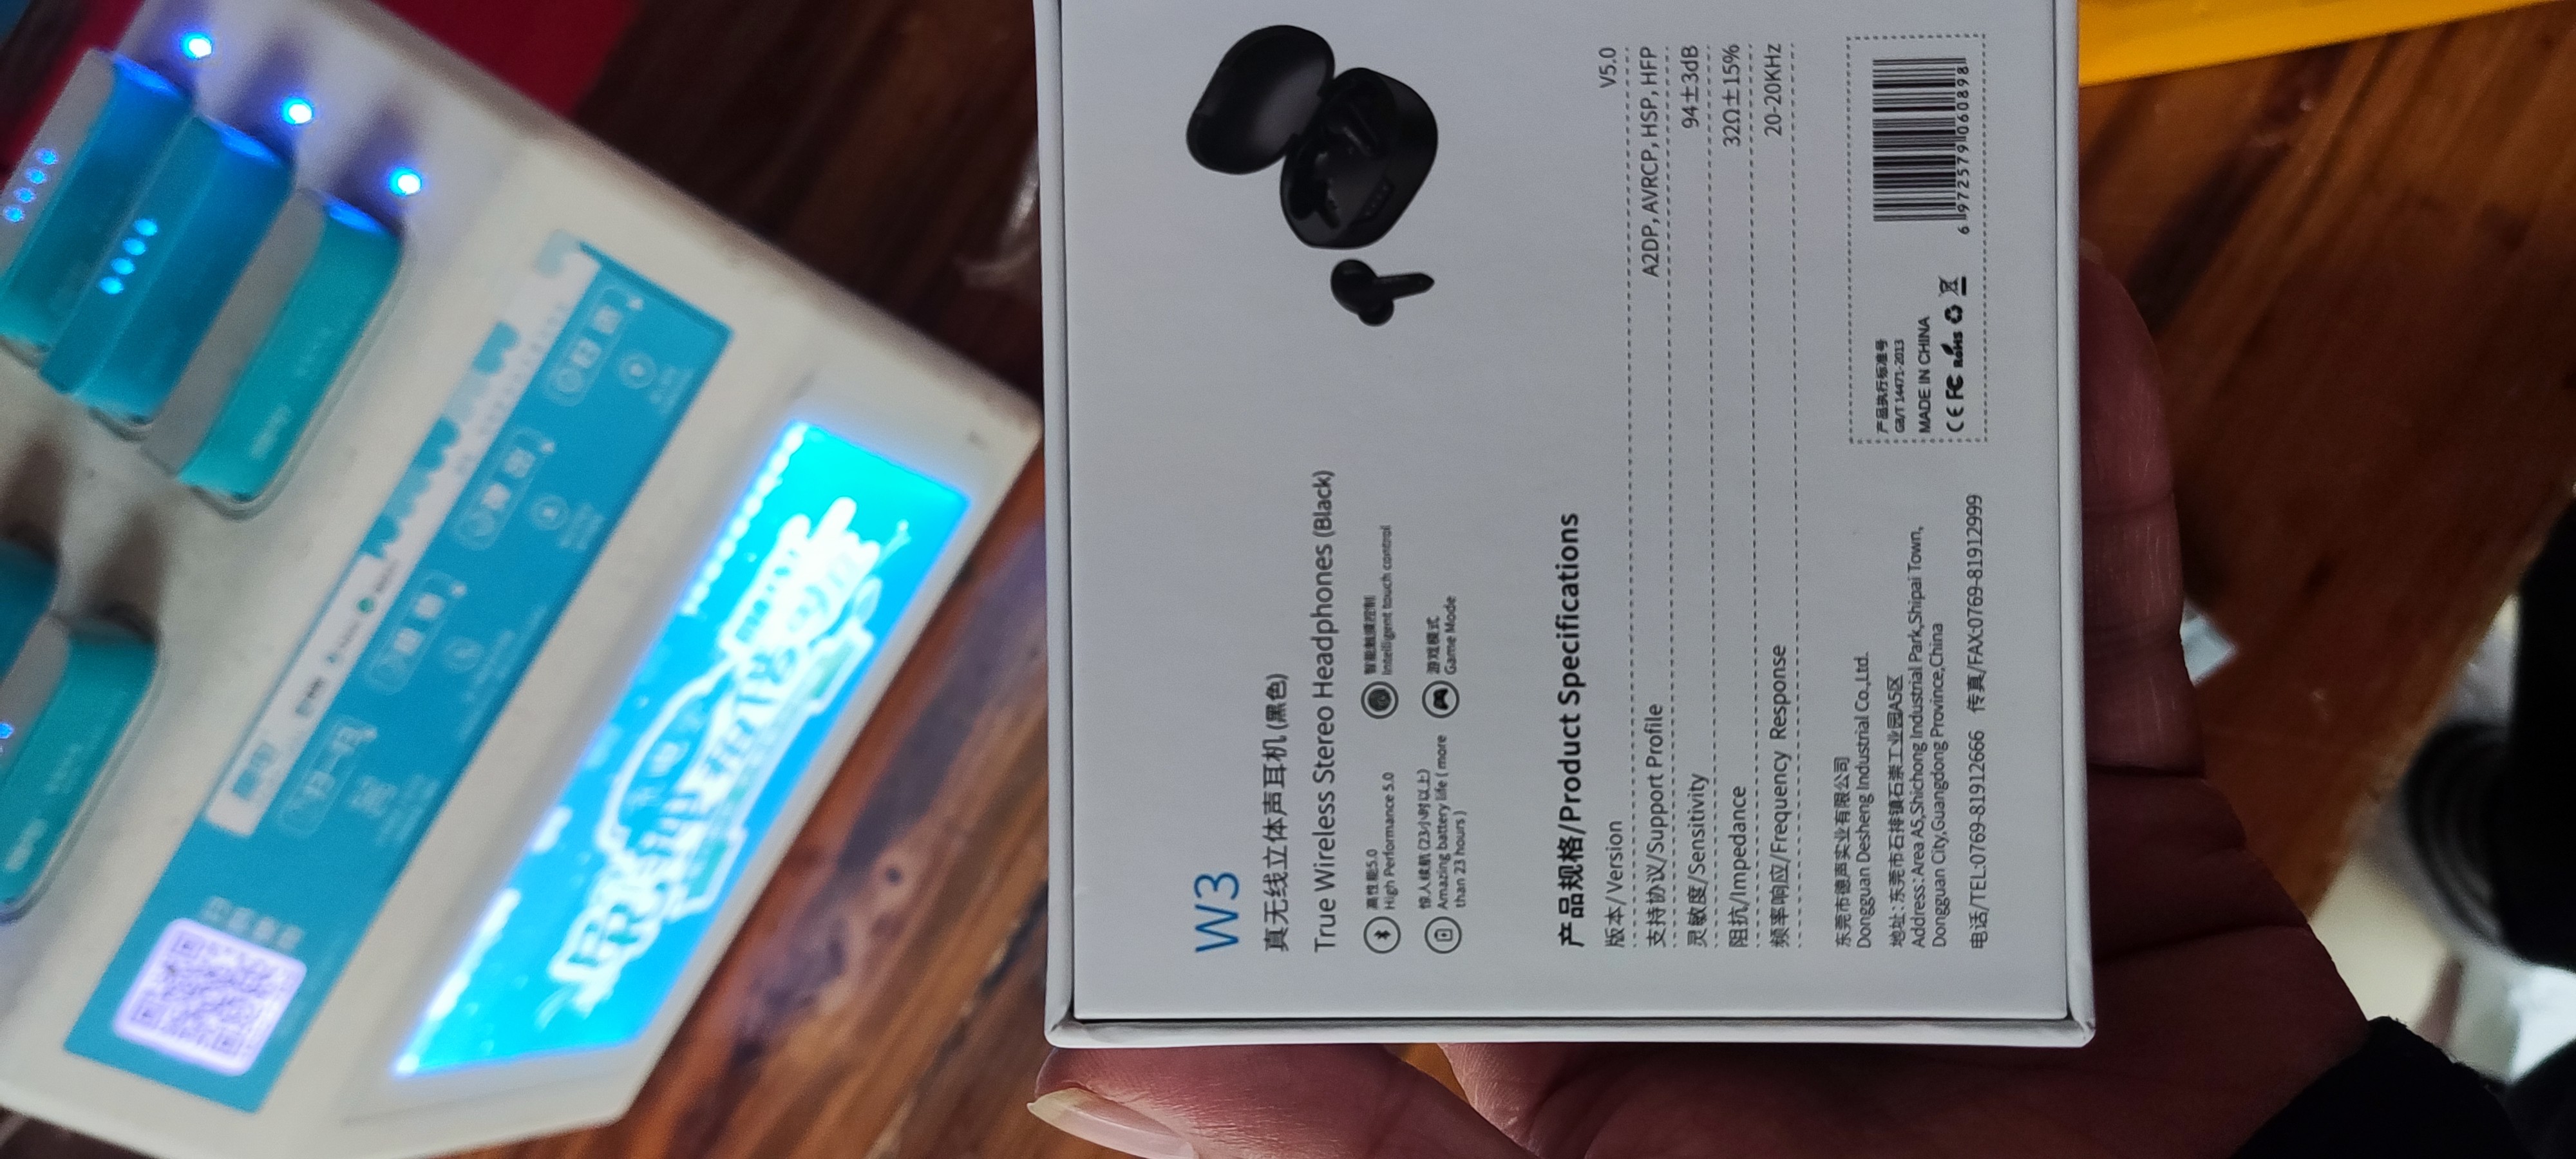 W3
真无线立体声耳机 (黑色)
True Wireless Stereo Headphones (Black)
高性能5.0
High Performance 5.0
智能触摸控制
Intelligent touch control
惊人续航 (23小时以上)
Amazing battery life ( more
than 23 hours )
游戏模式
Game Mode
产品规格/Product Specifications
版本/Version V5.0
支持协议/Support Profile A2DP, AVRCP, HSP, HFP
灵敏度/Sensitivity 94±3dB
阻抗/Impedance 32Ω±15%
频率响应/Frequency Response 20-20KHz
东莞市德声实业有限公司
Dongguan Desheng Industrial Co.,Ltd.
地址:东莞市石排镇石崇工业园A5区
Address:Area A5,Shichong Industrial Park,Shipai Town,
Dongguan City,Guangdong Province,China
电话/TEL:0769-81912666 传真/FAX:0769-81912999
产品执行标准号
GB/T 14471-2013
MADE IN CHINA
CE FC RoHS
6 972579 060898